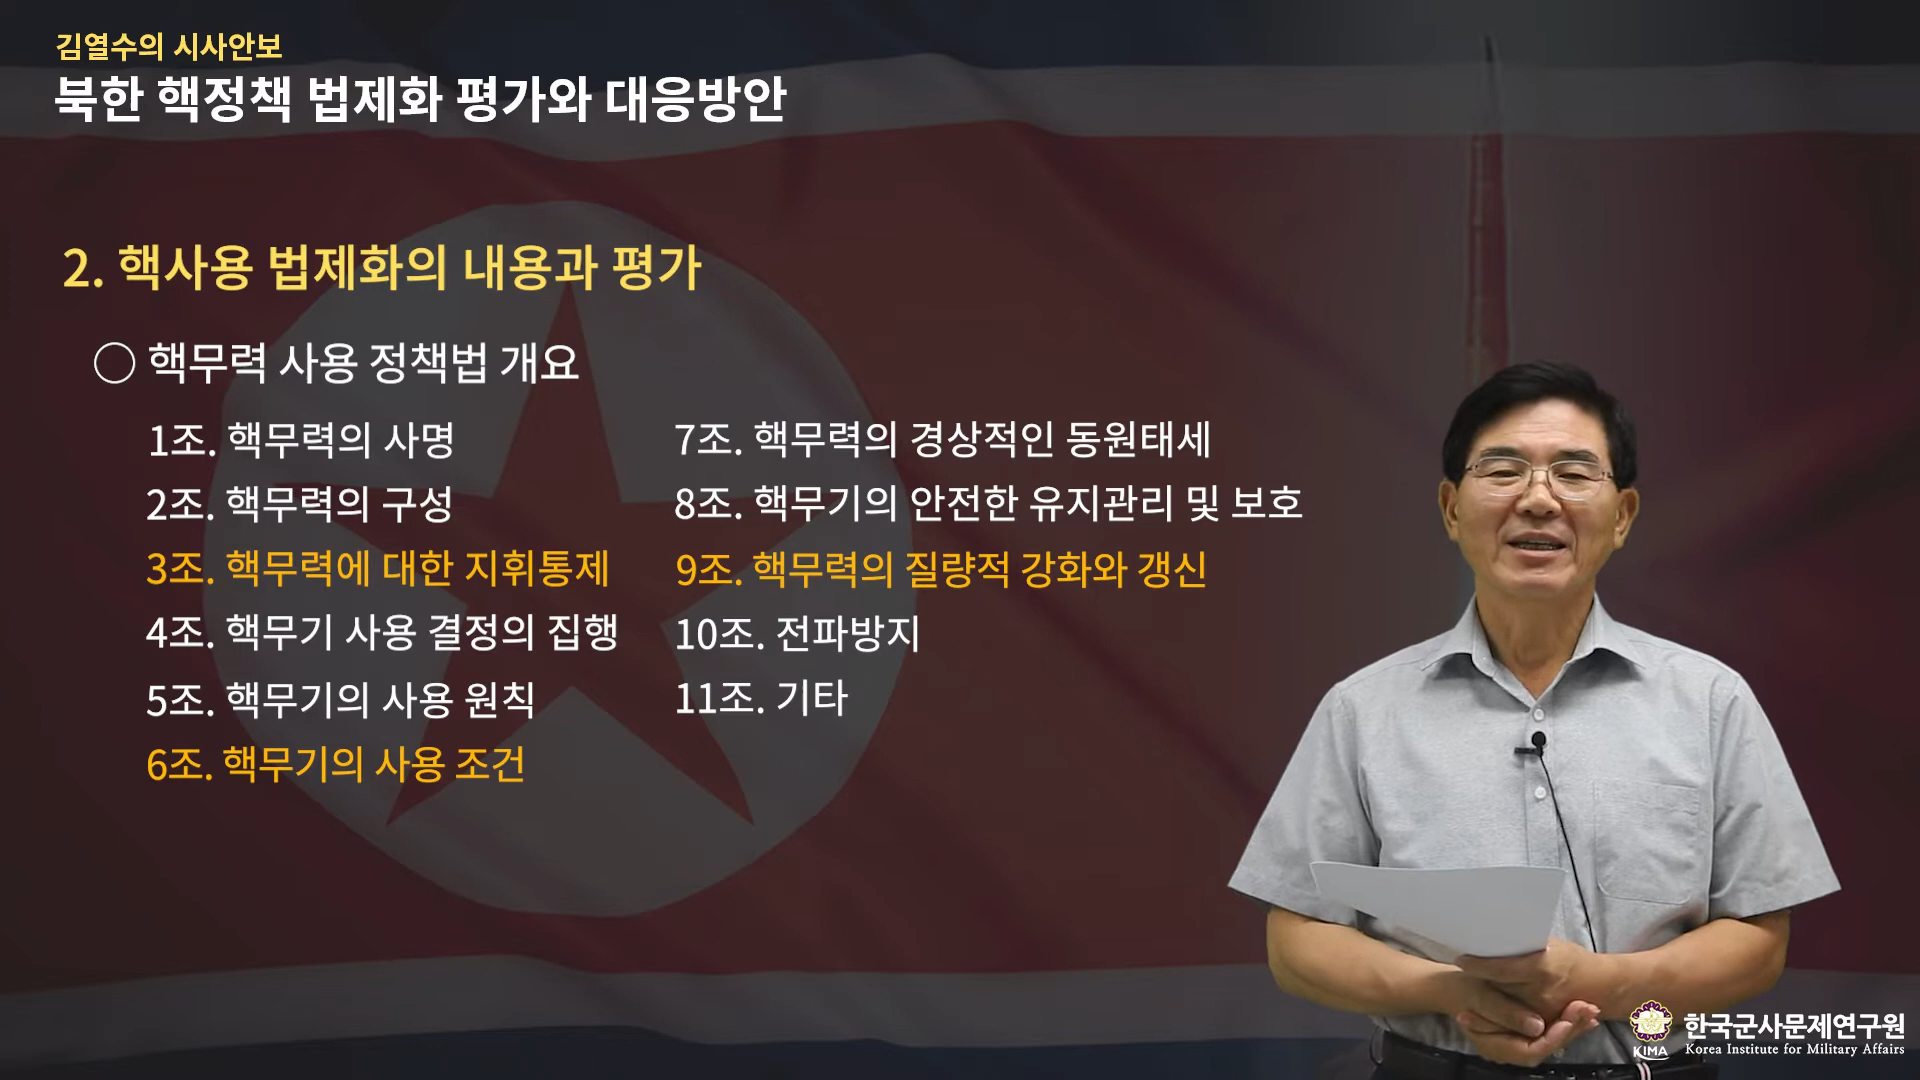 김열수의 시사안보
북한 핵정책 법제화 평가와 대응방안
2. 핵사용 법제화의 내용과 평가
○ 핵무력 사용 정책법 개요
1조. 핵무력의 사명
2조. 핵무력의 구성
3조. 핵무력에 대한 지휘통제
4조. 핵무기 사용 결정의 집행
5조. 핵무기의 사용 원칙
6조. 핵무기의 사용 조건
7조. 핵무력의 경상적인 동원태세
8조. 핵무기의 안전한 유지관리 및 보호
9조. 핵무력의 질량적 강화와 갱신
10조. 전파방지
11조. 기타
KIMA
한국군사문제연구원
Korea Institute for Military Affairs